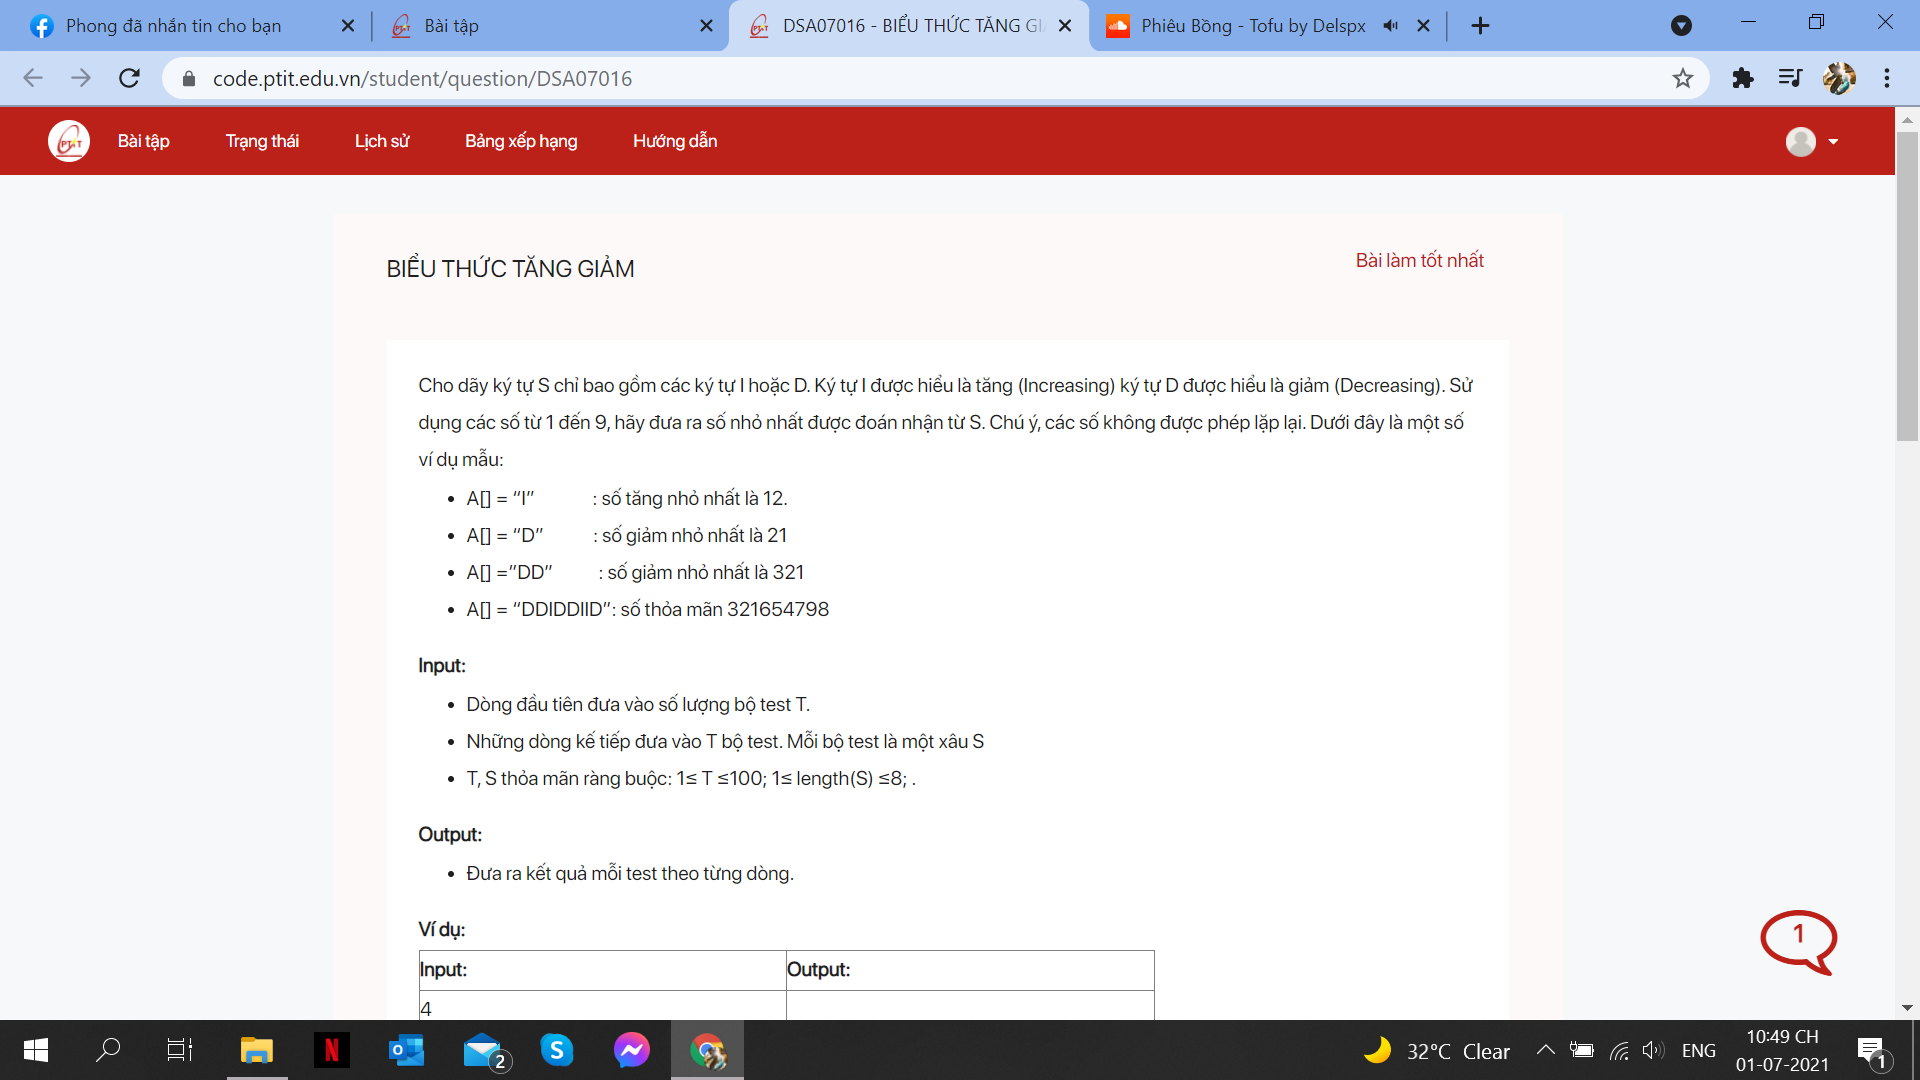 Phong đã nhắn tin cho bạn
Bài tập
DSA07016 - BIỂU THỨC TĂNG GI
Phiêu Bồng - Tofu by Delspx
code.ptit.edu.vn/student/question/DSA07016
PTIT Bài tập Trạng thái Lịch sử Bảng xếp hạng Hướng dẫn
BIỂU THỨC TĂNG GIẢM
Bài làm tốt nhất
Cho dãy ký tự S chỉ bao gồm các ký tự I hoặc D. Ký tự I được hiểu là tăng (Increasing) ký tự D được hiểu là giảm (Decreasing). Sử
dụng các số từ 1 đến 9, hãy đưa ra số nhỏ nhất được đoán nhận từ S. Chú ý, các số không được phép lặp lại. Dưới đây là một số
ví dụ mẫu:
• A[] = “I” : số tăng nhỏ nhất là 12.
• A[] = “D” : số giảm nhỏ nhất là 21
• A[] =”DD” : số giảm nhỏ nhất là 321
• A[] = “DDIDDIID”: số thỏa mãn 321654798
Input:
• Dòng đầu tiên đưa vào số lượng bộ test T.
• Những dòng kế tiếp đưa vào T bộ test. Mỗi bộ test là một xâu S
• T, S thỏa mãn ràng buộc: 1≤ T ≤100; 1≤ length(S) ≤8; .
Output:
• Đưa ra kết quả mỗi test theo từng dòng.
Ví dụ:
Input: Output:
4
1
2
32°C Clear
ENG
10:49 CH
01-07-2021
1